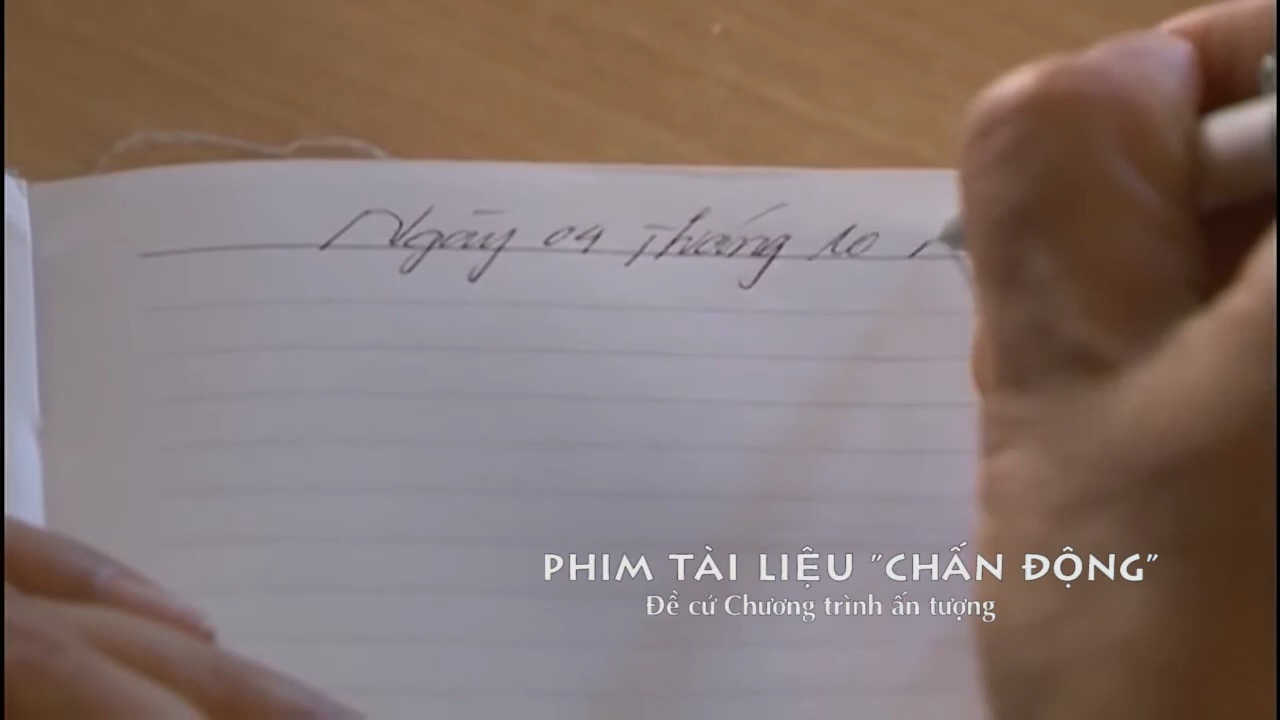 Ngày 04 Tháng 10
PHIM TÀI LIỆU "CHẤN ĐỘNG"
Đề cử Chương trình ấn tượng